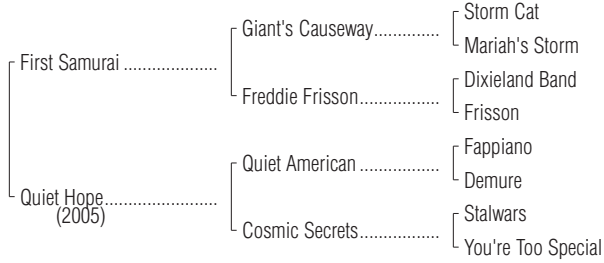 Storm Cat
Giant's Causeway..............
Mariah's Storm
First Samurai ....................
Dixieland Band
Freddie Frisson.................
Frisson
Fappiano
Quiet American .................
Demure
Quiet Hope........................
(2005)
Stalwars
Cosmic Secrets.................
You're Too Special